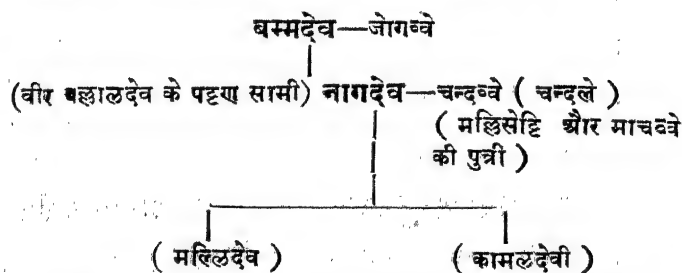 बम्मदेव—जोगव्वे
(वीर बल्लालदेव के पट्टण सामी) नागदेव—चन्दव्वे ( चन्दले )
( मल्लिसेट्टि और माचव्वे
की पुत्री )
( मल्लिदेव ) ( कामलदेवी )